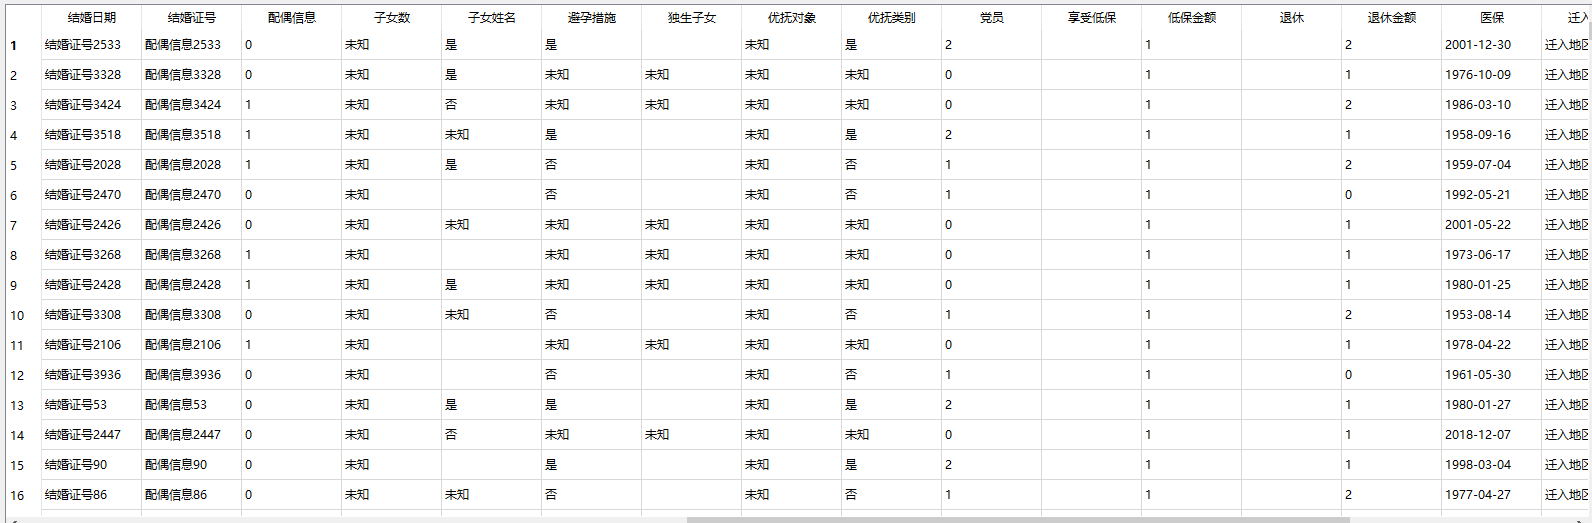 结婚日期 结婚证号 配偶信息 子女数 子女姓名 避孕措施 独生子女 优抚对象 优抚类别 党员 享受低保 低保金额 退休 退休金额 医保 迁入
1 结婚证号2533 配偶信息2533 0 未知 是 是 未知 是 2 1 2 2001-12-30 迁入地区
2 结婚证号3328 配偶信息3328 0 未知 是 未知 未知 未知 未知 0 1 1 1976-10-09 迁入地区
3 结婚证号3424 配偶信息3424 1 未知 否 未知 未知 未知 未知 0 1 2 1986-03-10 迁入地区
4 结婚证号3518 配偶信息3518 1 未知 未知 是 未知 是 2 1 1 1958-09-16 迁入地区
5 结婚证号2028 配偶信息2028 1 未知 是 否 未知 否 1 1 2 1959-07-04 迁入地区
6 结婚证号2470 配偶信息2470 0 未知 否 未知 否 1 1 0 1992-05-21 迁入地区
7 结婚证号2426 配偶信息2426 0 未知 未知 未知 未知 未知 未知 0 1 1 2001-05-22 迁入地区
8 结婚证号3268 配偶信息3268 1 未知 未知 未知 未知 未知 0 1 1 1973-06-17 迁入地区
9 结婚证号2428 配偶信息2428 1 未知 是 未知 未知 未知 未知 0 1 1 1980-01-25 迁入地区
10 结婚证号3308 配偶信息3308 0 未知 未知 否 未知 否 1 1 2 1953-08-14 迁入地区
11 结婚证号2106 配偶信息2106 1 未知 未知 未知 未知 未知 0 1 1 1978-04-22 迁入地区
12 结婚证号3936 配偶信息3936 0 未知 否 未知 否 1 1 0 1961-05-30 迁入地区
13 结婚证号53 配偶信息53 0 未知 是 是 未知 是 2 1 1 1980-01-27 迁入地区
14 结婚证号2447 配偶信息2447 0 未知 否 未知 未知 未知 未知 0 1 1 2018-12-07 迁入地区
15 结婚证号90 配偶信息90 0 未知 是 未知 是 2 1 1 1998-03-04 迁入地区
16 结婚证号86 配偶信息86 0 未知 未知 否 未知 否 1 1 2 1977-04-27 迁入地区